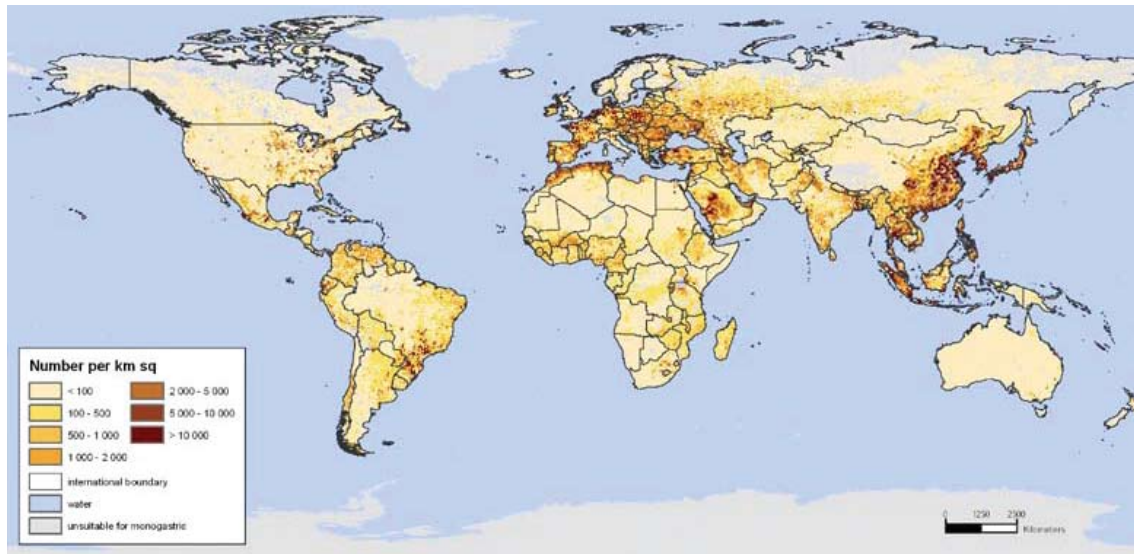 Number per km sq
< 100
100 - 500
500 - 1 000
1 000 - 2 000
2 000 - 5 000
5 000 - 10 000
> 10 000
international boundary
water
unsuitable for monogastric
0 1250 2500
Kilometers